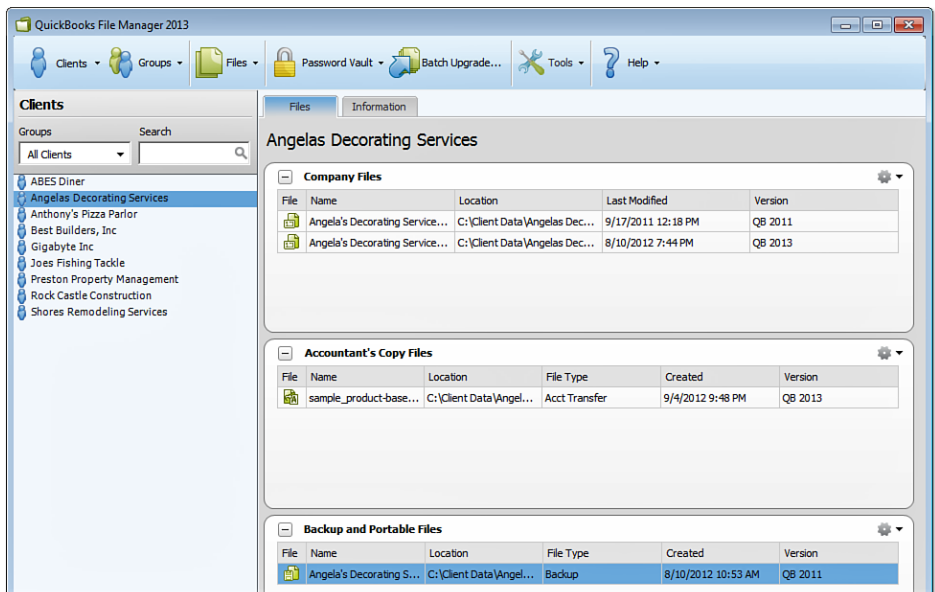 QuickBooks File Manager 2013
Clients Groups Files Password Vault Batch Upgrade... Tools Help
Clients
Groups Search
All Clients
ABES Diner
Angelas Decorating Services
Anthony's Pizza Parlor
Best Builders, Inc
Gigabyte Inc
Joes Fishing Tackle
Preston Property Management
Rock Castle Construction
Shores Remodeling Services
Files Information
Angelas Decorating Services
Company Files
File Name Location Last Modified Version
Angela's Decorating Service... C:\Client Data\Angelas Dec... 9/17/2011 12:18 PM QB 2011
Angela's Decorating Service... C:\Client Data\Angelas Dec... 8/10/2012 7:44 PM QB 2013
Accountant's Copy Files
File Name Location File Type Created Version
sample_product-base... C:\Client Data\Angel... Acct Transfer 9/4/2012 9:48 PM QB 2013
Backup and Portable Files
File Name Location File Type Created Version
Angela's Decorating S... C:\Client Data\Angel... Backup 8/10/2012 10:53 AM QB 2011